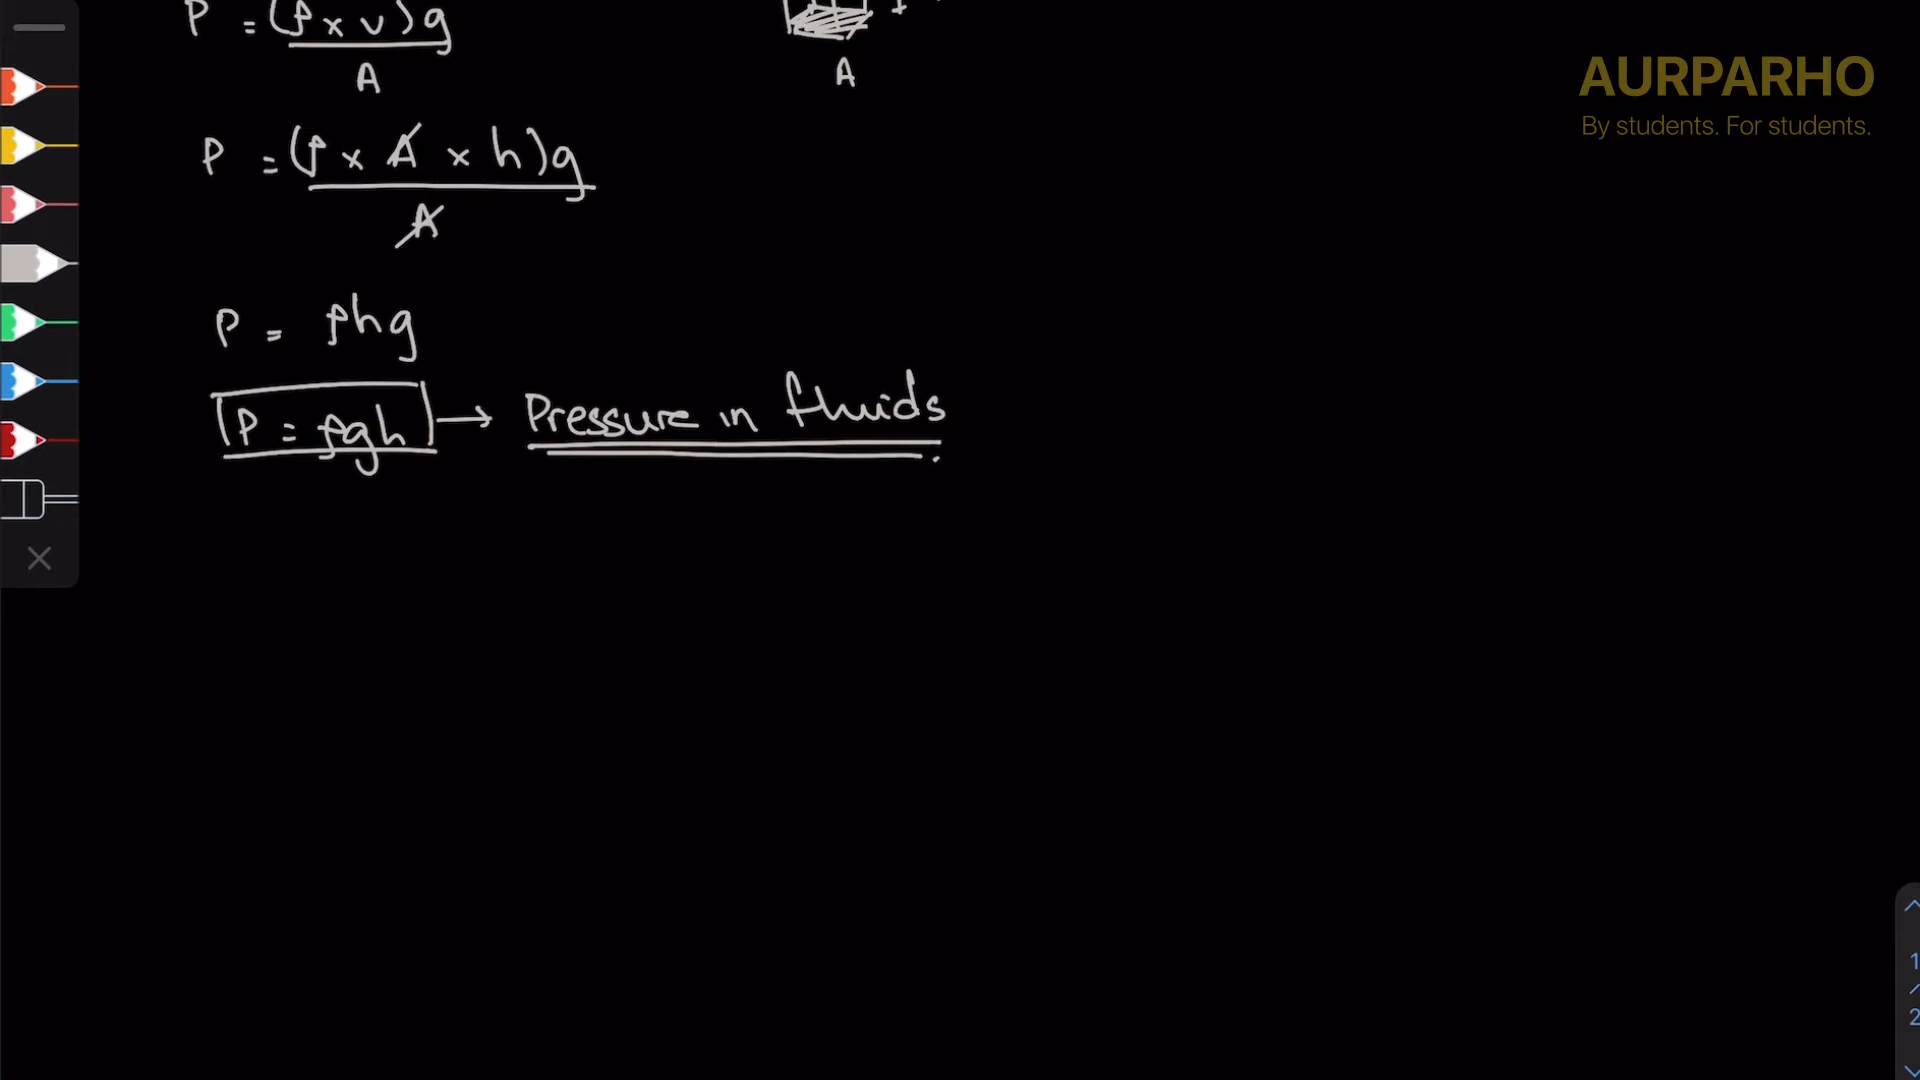 P = (ρ x v)g
A
A
AURPARHO
By students. For students.
P = (ρ x A x h)g
A
P = ρhg
P = ρgh → Pressure in fluids.
1
2